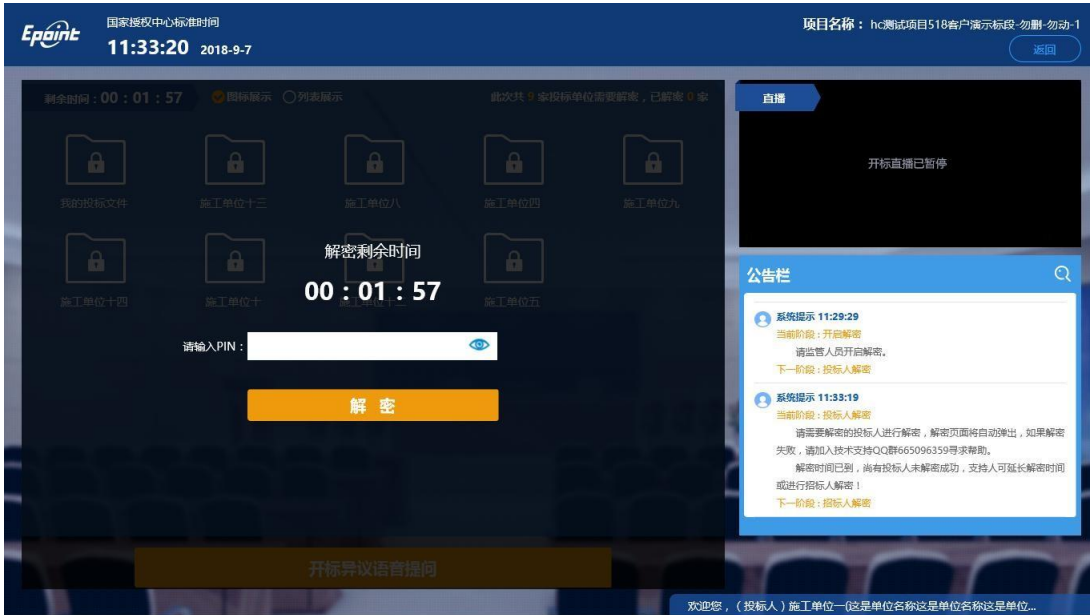 Epoint
国家授权中心标准时间
11:33:20 2018-9-7
项目名称：hc测试项目518客户演示标段-勿删-勿动-1
返回
剩余时间：00：01：57 图标展示 列表展示 此次共 9 家投标单位需要解密，已解密 0 家
我的投标文件 施工单位十三 施工单位八 施工单位四 施工单位九
解密剩余时间
00：01：57
施工单位十四 施工单位十 施工单位十二 施工单位五
请输入PIN：
解 密
开标异议语音提问
直播
开标直播已暂停
公告栏
系统提示 11:29:29
当前阶段：开启解密
请监管人员开启解密。
下一阶段：投标人解密
系统提示 11:33:19
当前阶段：投标人解密
请需要解密的投标人进行解密，解密页面将自动弹出，如果解密
失败，请加入技术支持QQ群665096359寻求帮助。
解密时间已到，尚有投标人未解密成功，支持人可延长解密时间
或进行招标人解密！
下一阶段：招标人解密
欢迎您，（投标人）施工单位一(这是单位名称这是单位名称这是单位...